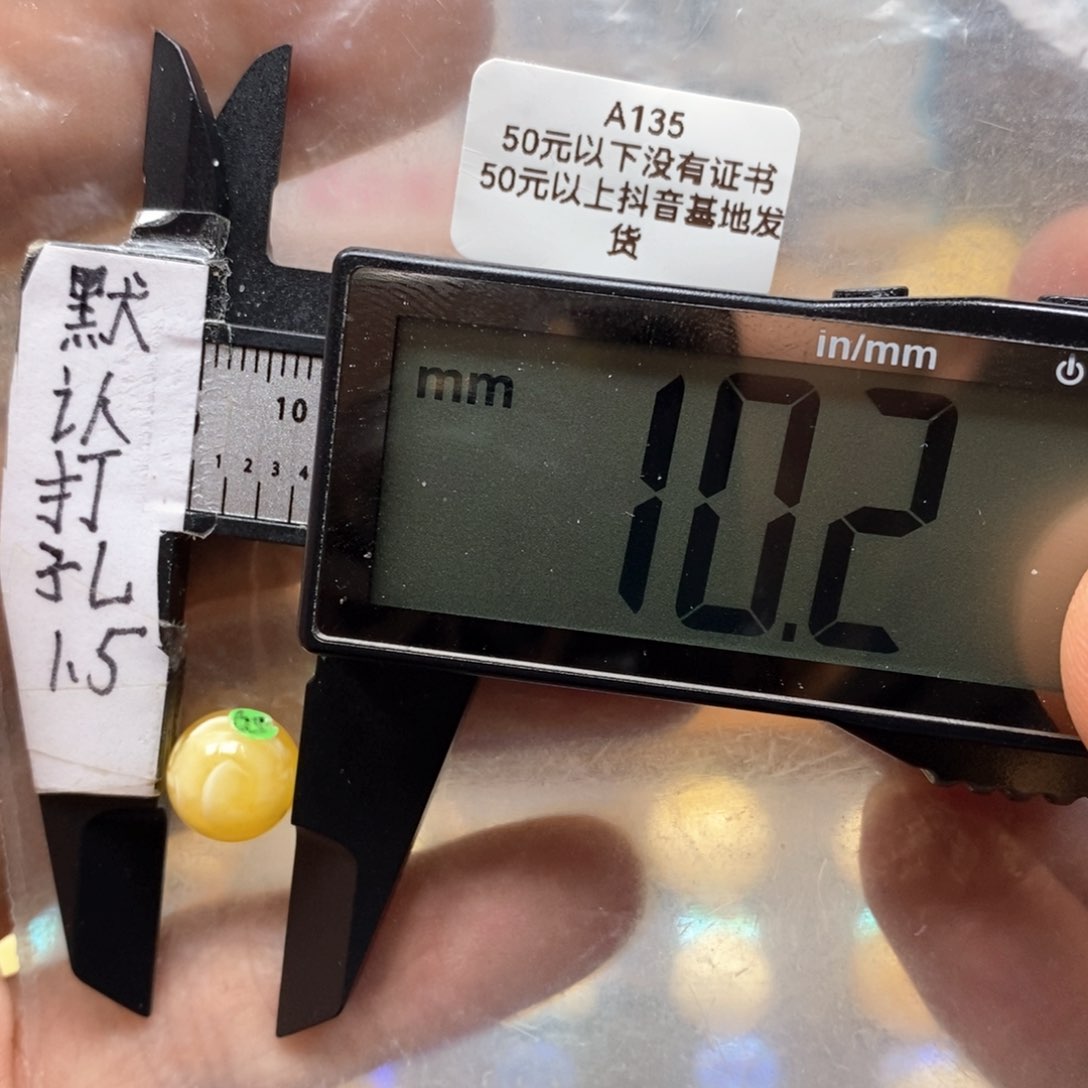 A135
50元以下没有证书
50元以上抖音基地发
货
in/mm
mm
10.2
10
1 2 3 4
默
认
打
孔
1.5